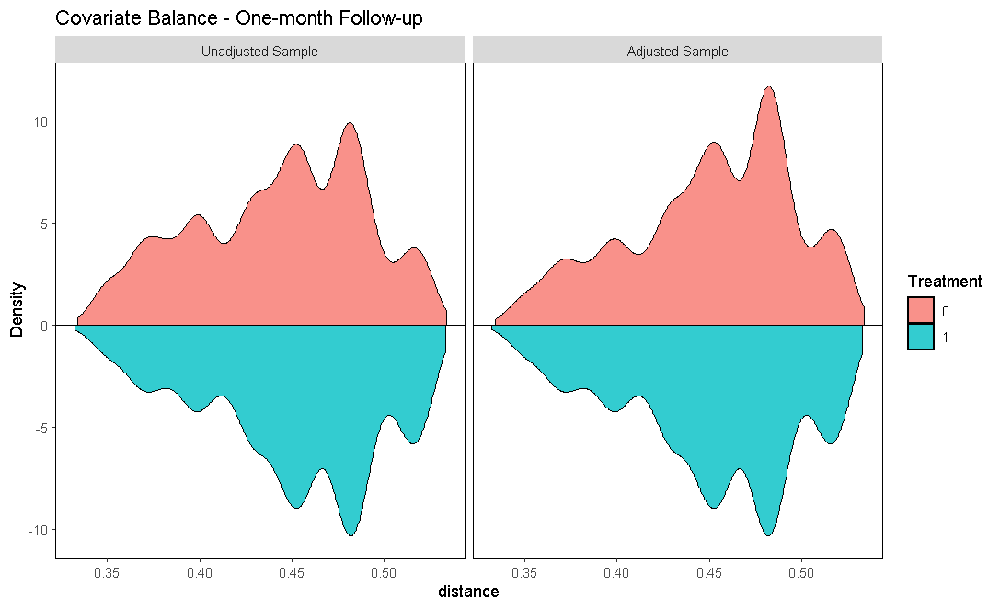 Covariate Balance - One-month Follow-up
Unadjusted Sample
Adjusted Sample
Density
10
5
0
-5
-10
0.35 0.40 0.45 0.50
0.35 0.40 0.45 0.50
distance
Treatment
0
1